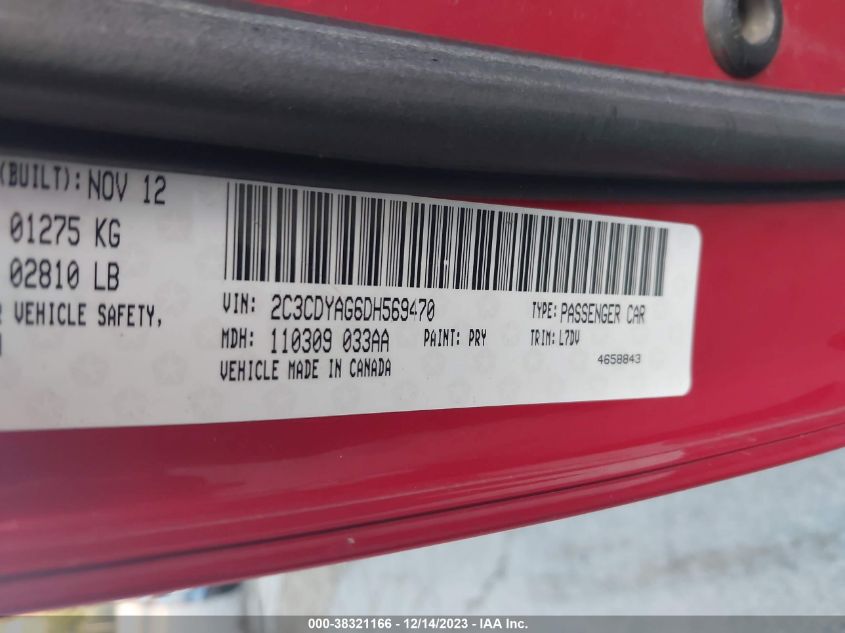 (BUILT): NOV 12
01275 KG
02810 LB
VEHICLE SAFETY,
VIN: 2C3CDYAG6DH569470 TYPE: PASSENGER CAR
MDH: 110309 033AA PAINT: PRY TRIM: L7DV
VEHICLE MADE IN CANADA 4658843
000-38321166 - 12/14/2023 - IAA Inc.